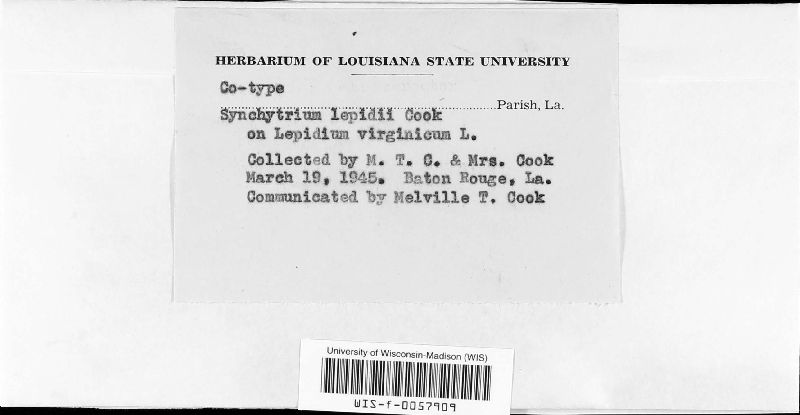 HERBARIUM OF LOUISIANA STATE UNIVERSITY
Co-type
Parish, La.
Synchytrium lepidii Cook
on Lepidium virginicum L.
Collected by M. T. C. & Mrs. Cook
March 19, 1945. Baton Rouge, La.
Communicated by Melville T. Cook
University of Wisconsin-Madison (WIS)
WIS-f-0057909